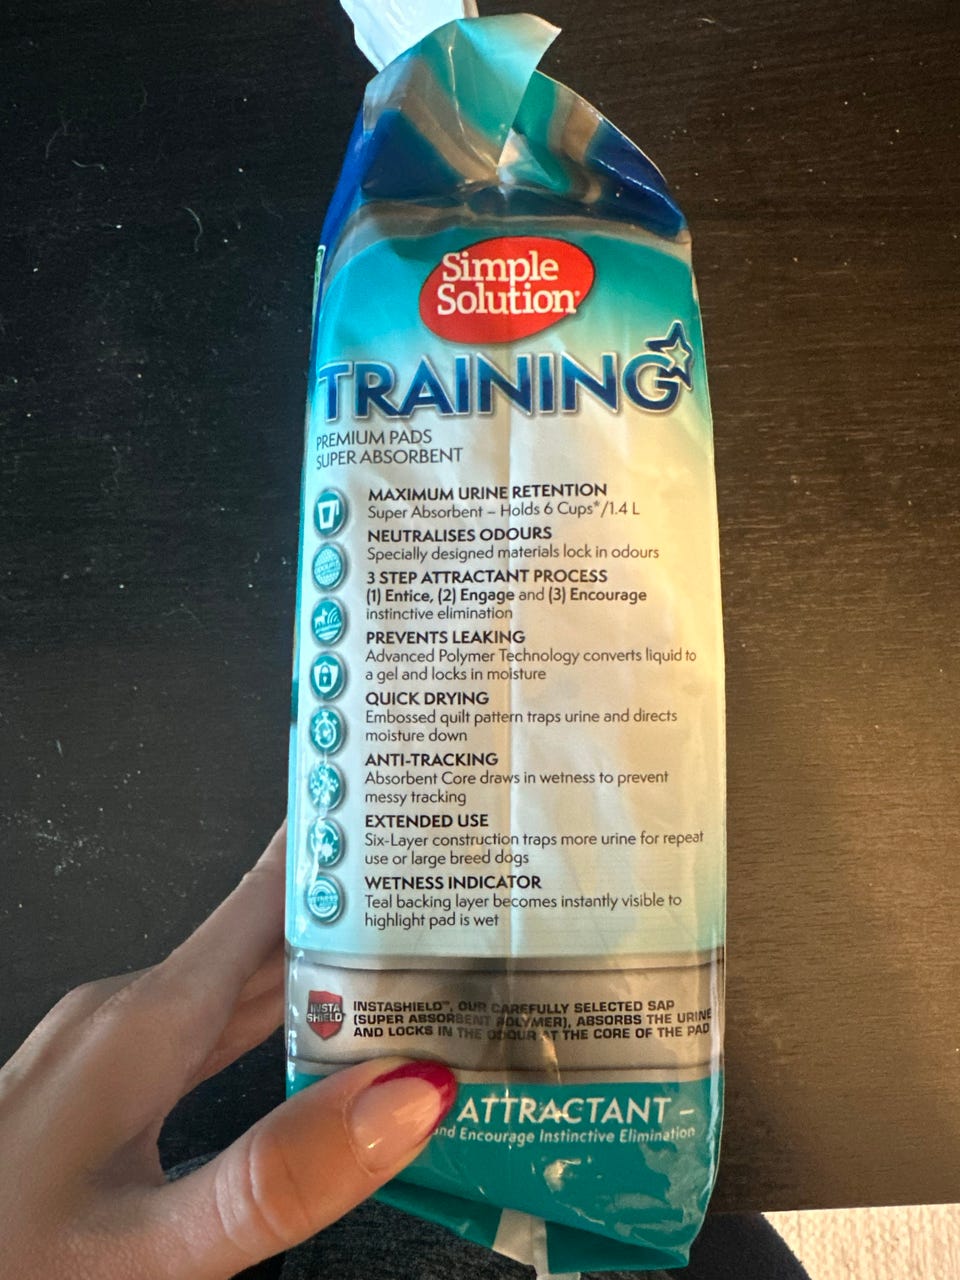 Simple
Solution
TRAINING
PREMIUM PADS
SUPER ABSORBENT
MAXIMUM URINE RETENTION
Super Absorbent – Holds 6 Cups*/1.4 L
NEUTRALISES ODOURS
Specially designed materials lock in odours
3 STEP ATTRACTANT PROCESS
(1) Entice, (2) Engage and (3) Encourage
instinctive elimination
PREVENTS LEAKING
Advanced Polymer Technology converts liquid to
a gel and locks in moisture
QUICK DRYING
Embossed quilt pattern traps urine and directs
moisture down
ANTI-TRACKING
Absorbent Core draws in wetness to prevent
messy tracking
EXTENDED USE
Six-Layer construction traps more urine for repeat
use or large breed dogs
WETNESS INDICATOR
Teal backing layer becomes instantly visible to
highlight pad is wet
INSTA
SHIELD
INSTASHIELD™, OUR CAREFULLY SELECTED SAP
(SUPER ABSORBENT POLYMER), ABSORBS THE URINE
AND LOCKS IN THE ODOUR AT THE CORE OF THE PAD
ATTRACTANT –
and Encourage Instinctive Elimination